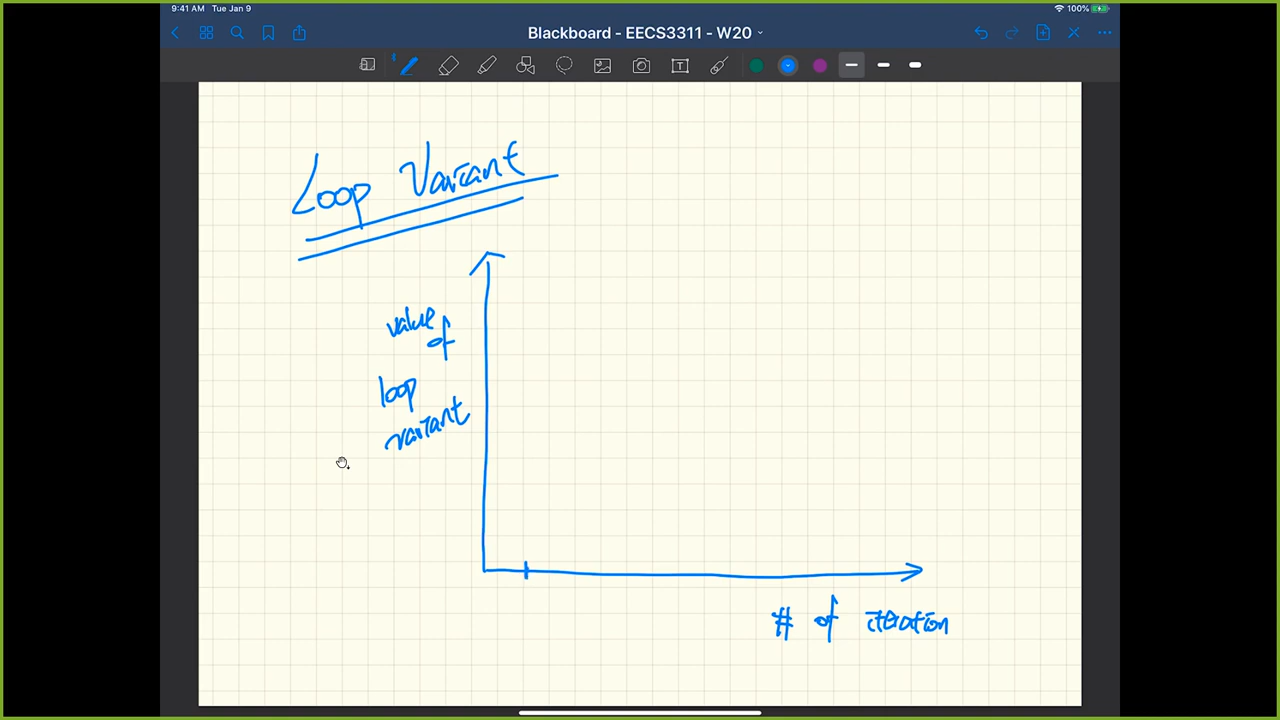 9:41 AM Tue Jan 9
100%
Blackboard - EECS3311 - W20
Loop Variant
value
of
loop
variant
# of iteration